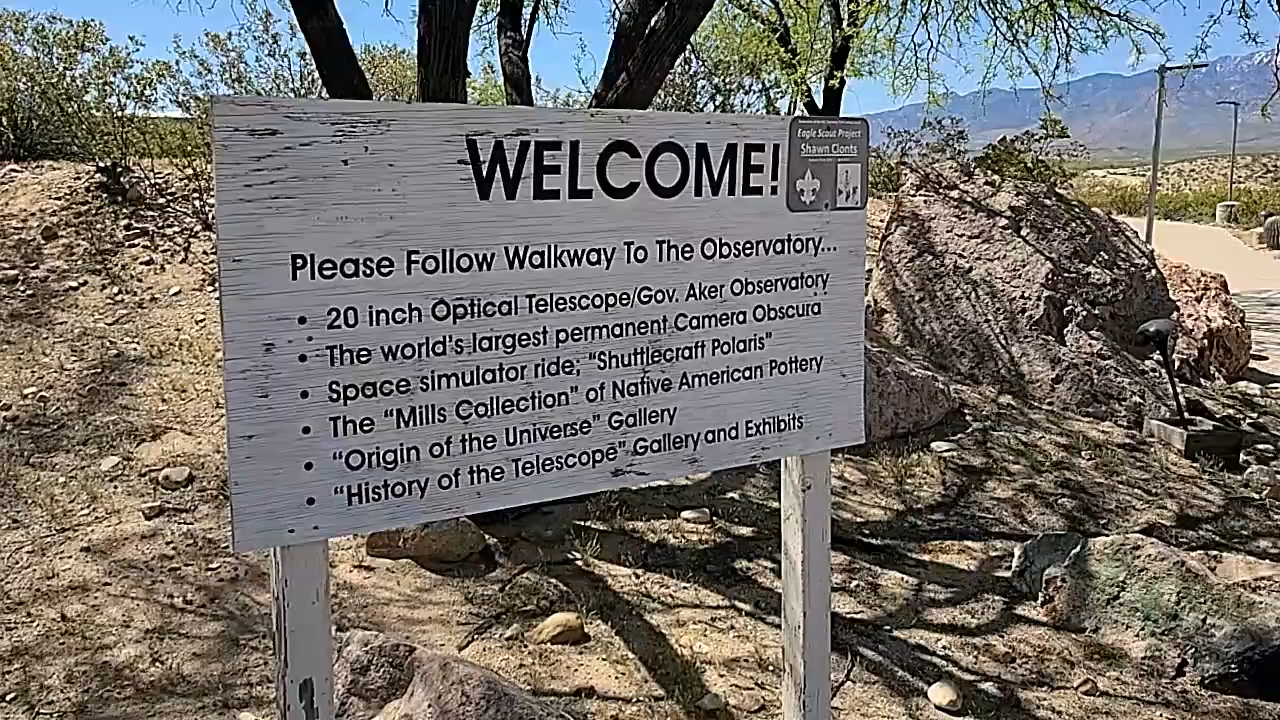 WELCOME!
Eagle Scout Project
Shawn Clonts
Please Follow Walkway To The Observatory...
• 20 inch Optical Telescope/Gov. Aker Observatory
• The world's largest permanent Camera Obscura
• Space simulator ride; "Shuttlecraft Polaris"
• The "Mills Collection" of Native American Pottery
• "Origin of the Universe" Gallery
• "History of the Telescope" Gallery and Exhibits